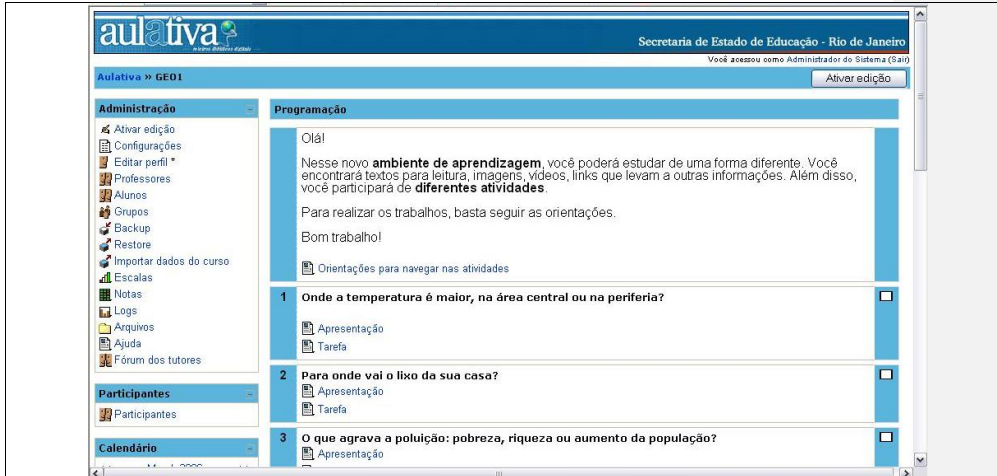 aulativa
Secretaria de Estado de Educação - Rio de Janeiro
Você acessou como Administrador do Sistema (Sair)
Aulativa » GEO1
Ativar edição
Administração
Ativar edição
Configurações
Editar perfil *
Professores
Alunos
Grupos
Backup
Restore
Importar dados do curso
Escalas
Notas
Logs
Arquivos
Ajuda
Fórum dos tutores
Participantes
Participantes
Calendário
Programação
Olá!
Nesse novo ambiente de aprendizagem, você poderá estudar de uma forma diferente. Você
encontrará textos para leitura, imagens, vídeos, links que levam a outras informações. Além disso,
você participará de diferentes atividades.
Para realizar os trabalhos, basta seguir as orientações.
Bom trabalho!
Orientações para navegar nas atividades
1 Onde a temperatura é maior, na área central ou na periferia?
Apresentação
Tarefa
2 Para onde vai o lixo da sua casa?
Apresentação
Tarefa
3 O que agrava a poluição: pobreza, riqueza ou aumento da população?
Apresentação